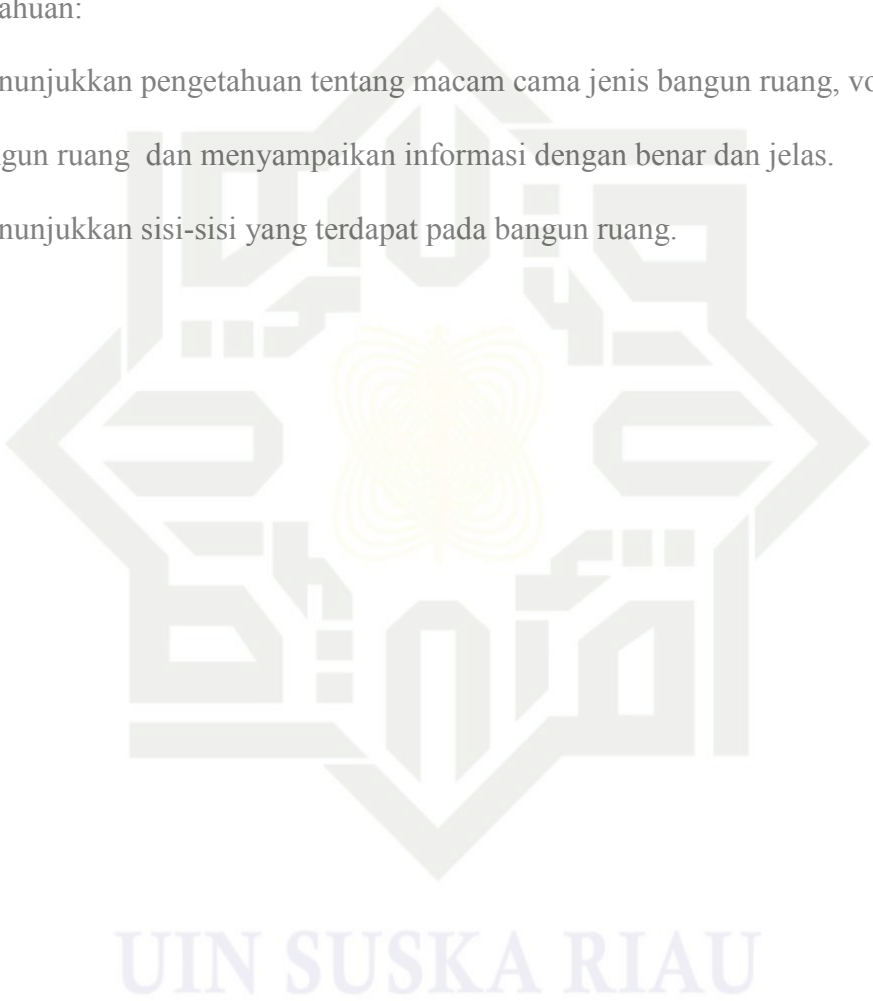 ahuan:
nunjukkan pengetahuan tentang macam cama jenis bangun ruang, vo
gun ruang dan menyampaikan informasi dengan benar dan jelas.
nunjukkan sisi-sisi yang terdapat pada bangun ruang.
UIN SUSKA RIAU